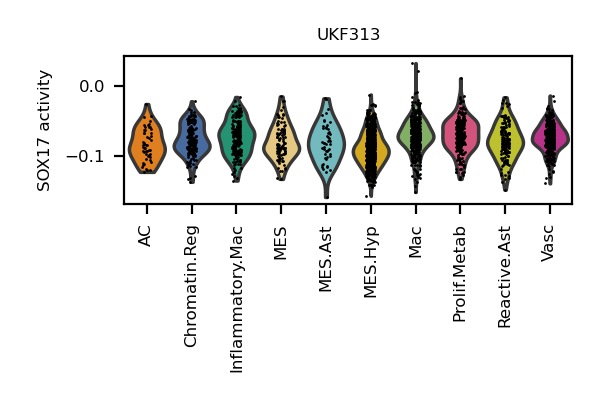 UKF313
SOX17 activity
0.0
−0.1
AC
Chromatin.Reg
Inflammatory.Mac
MES
MES.Ast
MES.Hyp
Mac
Prolif.Metab
Reactive.Ast
Vasc